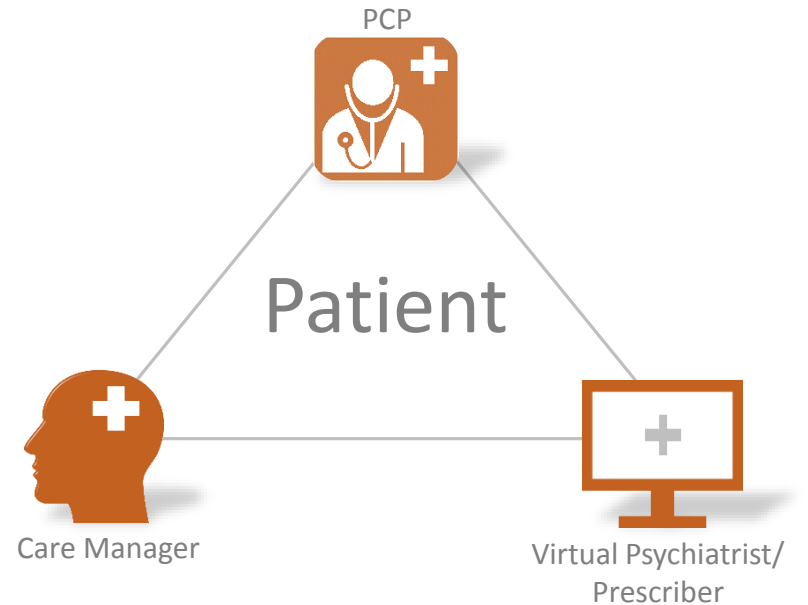 PCP
Patient
Care Manager
Virtual Psychiatrist/
Prescriber